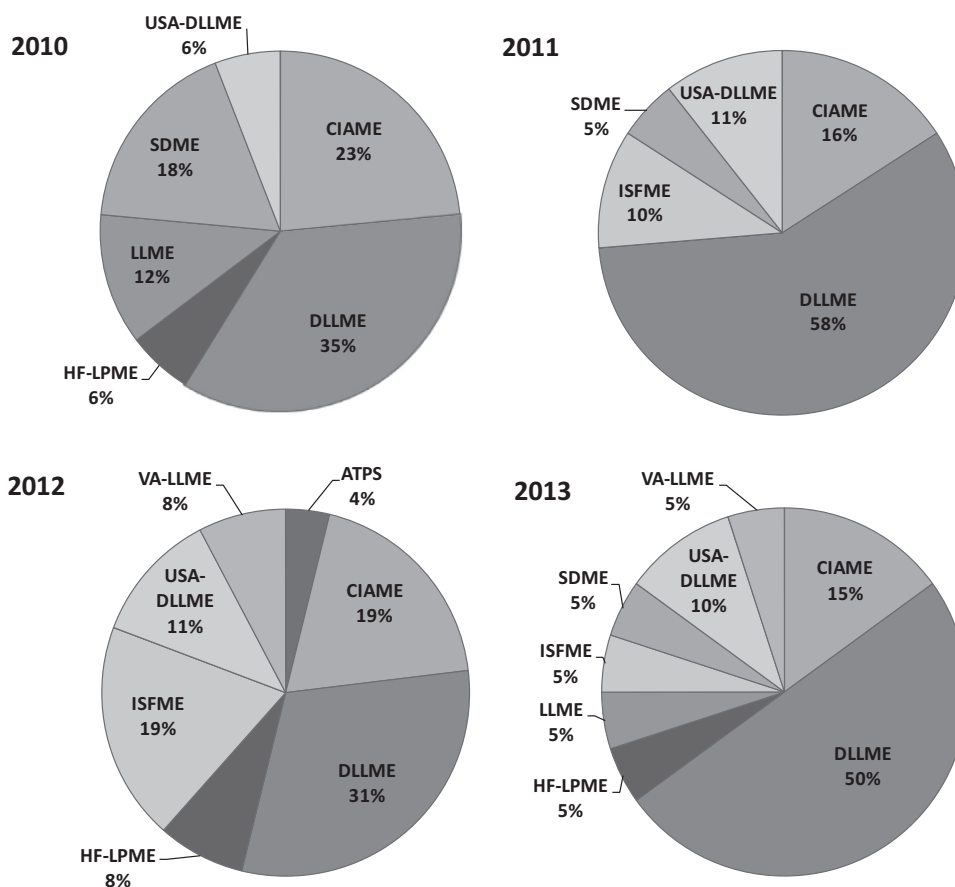 2010
USA-DLLME
6%
CIAME
23%
DLLME
35%
HF-LPME
6%
LLME
12%
SDME
18%
2011
USA-DLLME
11%
CIAME
16%
DLLME
58%
ISFME
10%
SDME
5%
2012
VA-LLME
8%
ATPS
4%
CIAME
19%
DLLME
31%
HF-LPME
8%
ISFME
19%
USA-
DLLME
11%
2013
VA-LLME
5%
CIAME
15%
DLLME
50%
HF-LPME
5%
LLME
5%
ISFME
5%
SDME
5%
USA-
DLLME
10%